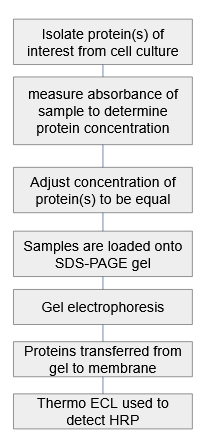 Isolate protein(s) of
interest from cell culture
measure absorbance of
sample to determine
protein concentration
Adjust concentration of
protein(s) to be equal
Samples are loaded onto
SDS-PAGE gel
Gel electrophoresis
Proteins transferred from
gel to membrane
Thermo ECL used to
detect HRP